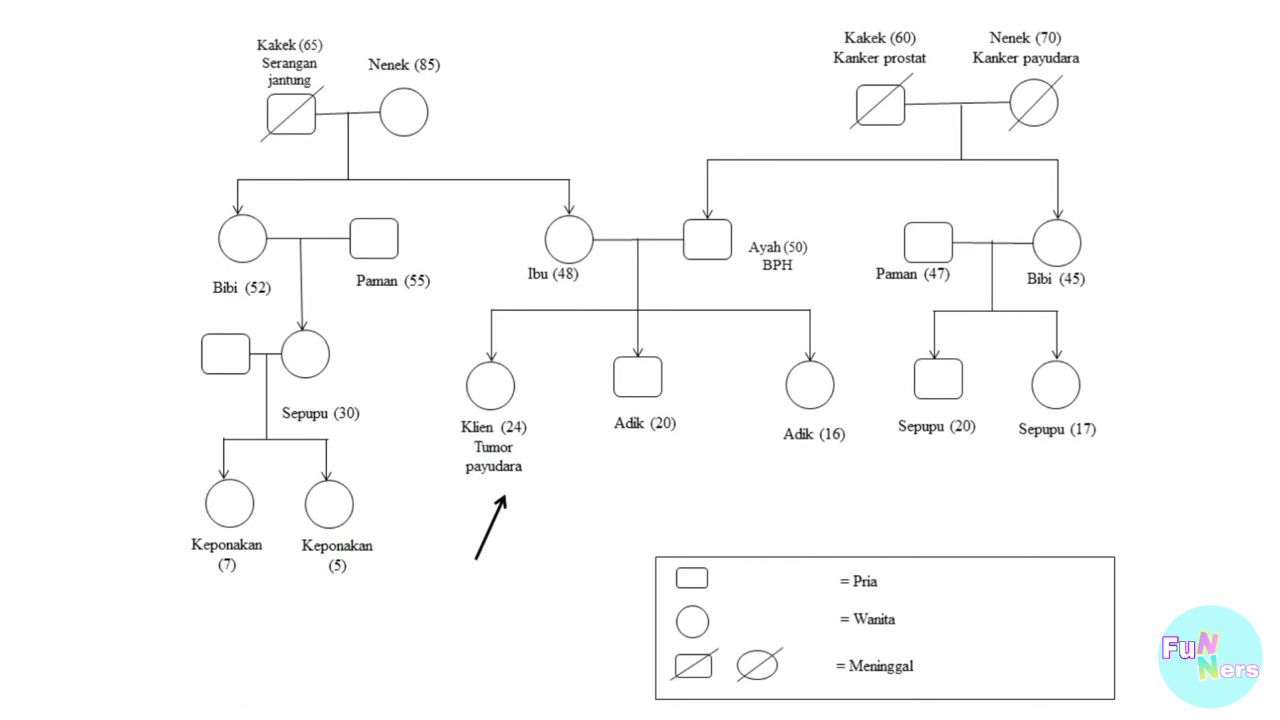 Kakek (65)
Serangan
jantung
Nenek (85)
Kakek (60)
Kanker prostat
Nenek (70)
Kanker payudara
Bibi (52)
Paman (55)
Ibu (48)
Ayah (50)
BPH
Paman (47)
Bibi (45)
Sepupu (30)
Klien (24)
Tumor
payudara
Adik (20)
Adik (16)
Sepupu (20)
Sepupu (17)
Keponakan
(7)
Keponakan
(5)
= Pria
= Wanita
= Meninggal
FuNNers